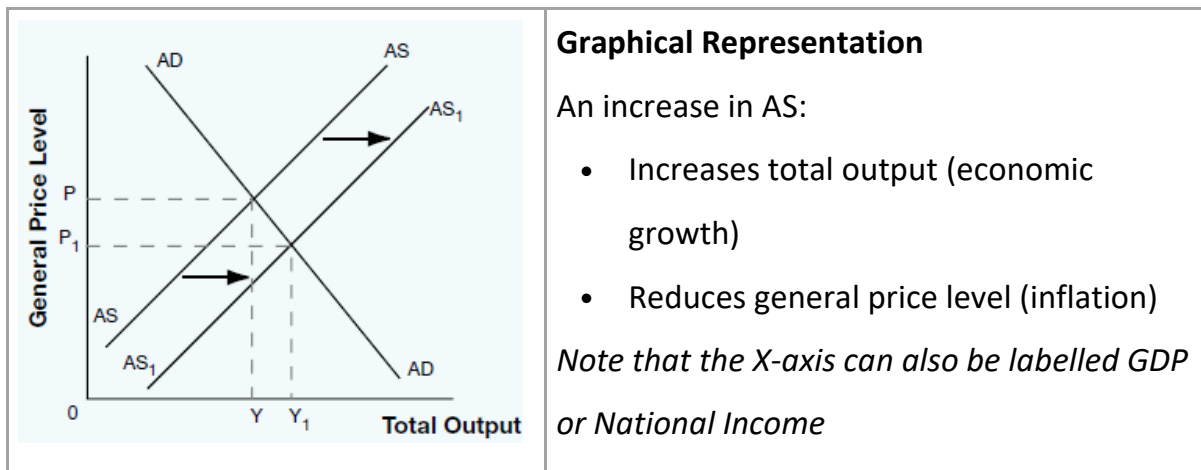 AD
AS
AS₁
General Price Level
P
P₁
AS
AS₁
AD
0
Y
Y₁
Total Output
Graphical Representation
An increase in AS:
• Increases total output (economic
growth)
• Reduces general price level (inflation)
Note that the X-axis can also be labelled GDP
or National Income